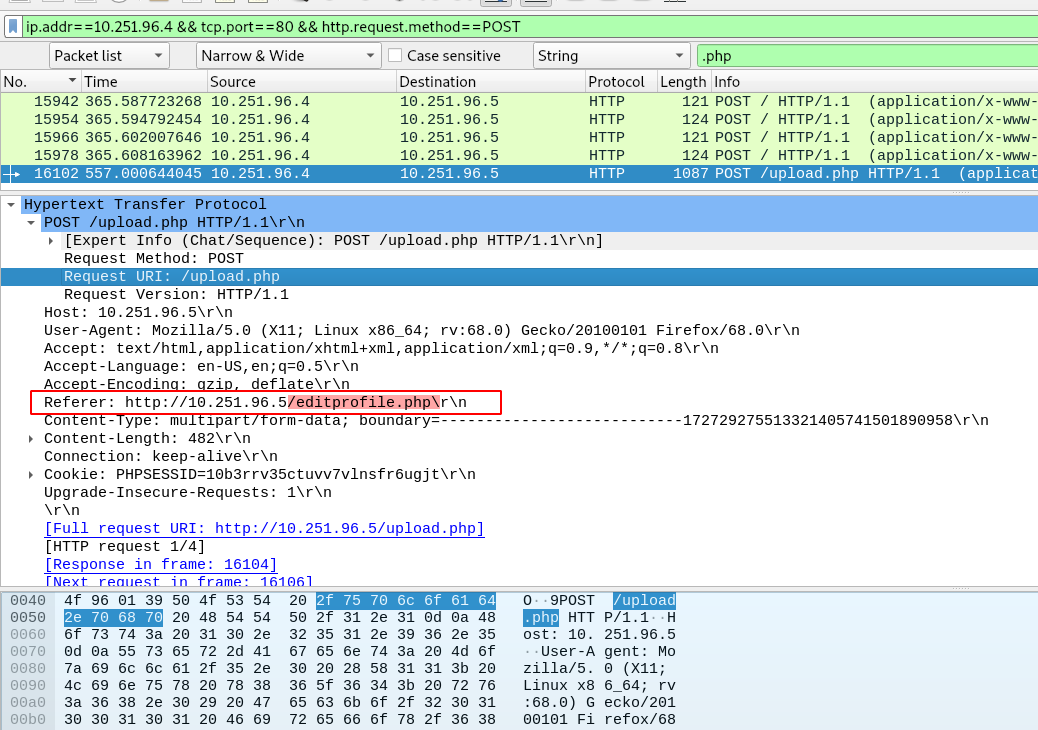 ip.addr==10.251.96.4 && tcp.port==80 && http.request.method==POST
Packet list Narrow & Wide Case sensitive String .php
No. Time Source Destination Protocol Length Info
15942 365.587723268 10.251.96.4 10.251.96.5 HTTP 121 POST / HTTP/1.1 (application/x-www-
15954 365.594792454 10.251.96.4 10.251.96.5 HTTP 124 POST / HTTP/1.1 (application/x-www-
15966 365.602007646 10.251.96.4 10.251.96.5 HTTP 121 POST / HTTP/1.1 (application/x-www-
15978 365.608163962 10.251.96.4 10.251.96.5 HTTP 124 POST / HTTP/1.1 (application/x-www-
16102 557.000644045 10.251.96.4 10.251.96.5 HTTP 1087 POST /upload.php HTTP/1.1 (applicat
Hypertext Transfer Protocol
POST /upload.php HTTP/1.1\r\n
[Expert Info (Chat/Sequence): POST /upload.php HTTP/1.1\r\n]
Request Method: POST
Request URI: /upload.php
Request Version: HTTP/1.1
Host: 10.251.96.5\r\n
User-Agent: Mozilla/5.0 (X11; Linux x86_64; rv:68.0) Gecko/20100101 Firefox/68.0\r\n
Accept: text/html,application/xhtml+xml,application/xml;q=0.9,*/*;q=0.8\r\n
Accept-Language: en-US,en;q=0.5\r\n
Accept-Encoding: gzip, deflate\r\n
Referer: http://10.251.96.5/editprofile.php\r\n
Content-Type: multipart/form-data; boundary=---------------------------172729275513321405741501890958\r\n
Content-Length: 482\r\n
Connection: keep-alive\r\n
Cookie: PHPSESSID=10b3rrv35ctuvv7vlnsfr6ugjt\r\n
Upgrade-Insecure-Requests: 1\r\n
\r\n
[Full request URI: http://10.251.96.5/upload.php]
[HTTP request 1/4]
[Response in frame: 16104]
[Next request in frame: 16106]
0040 4f 96 01 39 50 4f 53 54 20 2f 75 70 6c 6f 61 64 O··9POST /upload
0050 2e 70 68 70 20 48 54 54 50 2f 31 2e 31 0d 0a 48 .php HTT P/1.1··H
0060 6f 73 74 3a 20 31 30 2e 32 35 31 2e 39 36 2e 35 ost: 10. 251.96.5
0070 0d 0a 55 73 65 72 2d 41 67 65 6e 74 3a 20 4d 6f ··User-A gent: Mo
0080 7a 69 6c 6c 61 2f 35 2e 30 20 28 58 31 31 3b 20 zilla/5. 0 (X11;
0090 4c 69 6e 75 78 20 78 38 36 5f 36 34 3b 20 72 76 Linux x8 6_64; rv
00a0 3a 36 38 2e 30 29 20 47 65 63 6b 6f 2f 32 30 31 :68.0) G ecko/201
00b0 30 30 31 30 31 20 46 69 72 65 66 6f 78 2f 36 38 00101 Fi refox/68